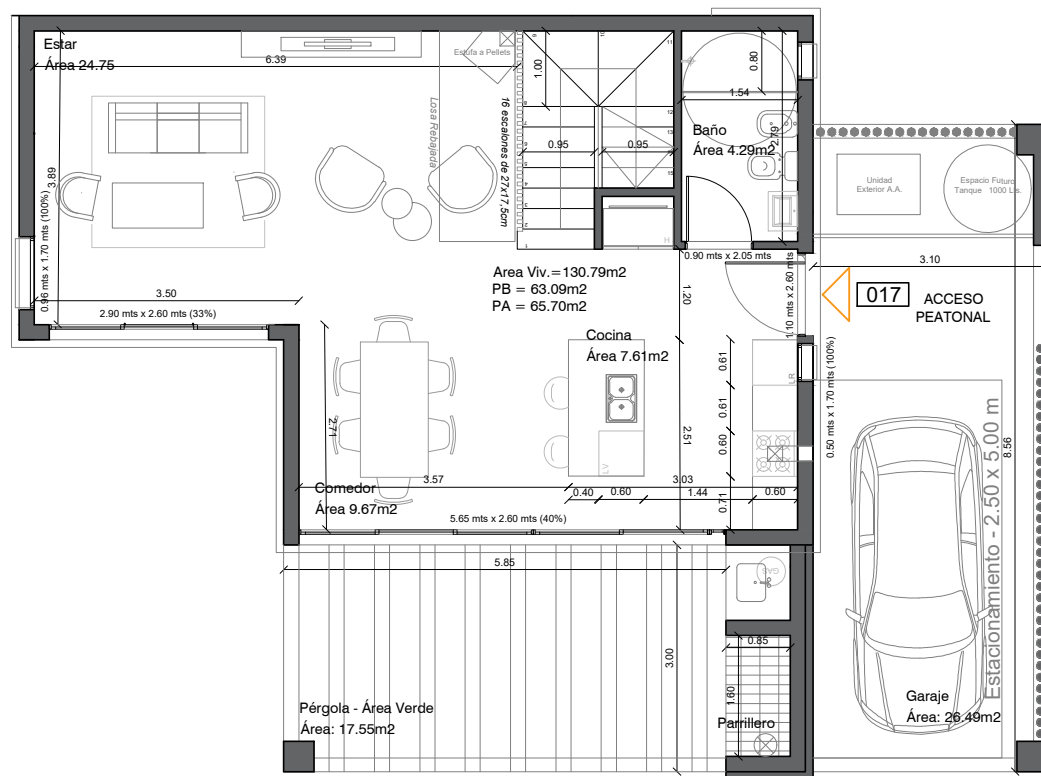 Estar
Área 24.75
6.39
Estufa a Pellets
1.00
0.80
1.54
2.79
Baño
Área 4.29m2
0.95
0.95
16 escalones de 27x17,5cm
Losa Rebajada
Unidad
Exterior A.A.
Espacio Futuro
Tanque 1000 Lts.
3.89
0.96 mts x 1.70 mts (100%)
H
0.90 mts x 2.05 mts
3.10
Area Viv.=130.79m2
PB = 63.09m2
PA = 65.70m2
1.20
1.10 mts x 2.60 mts
017
ACCESO
PEATONAL
3.50
2.90 mts x 2.60 mts (33%)
Cocina
Área 7.61m2
0.61
LR
0.61
0.60
0.71
0.50 mts x 1.70 mts (100%)
2.71
2.51
LV
8.56
Estacionamiento - 2.50 x 5.00 m
3.57
3.03
Comedor
Área 9.67m2
0.40
0.60
1.44
0.60
5.65 mts x 2.60 mts (40%)
5.85
GAS
3.00
0.85
1.60
Pérgola - Área Verde
Área: 17.55m2
Parrillero
Garaje
Área: 26.49m2